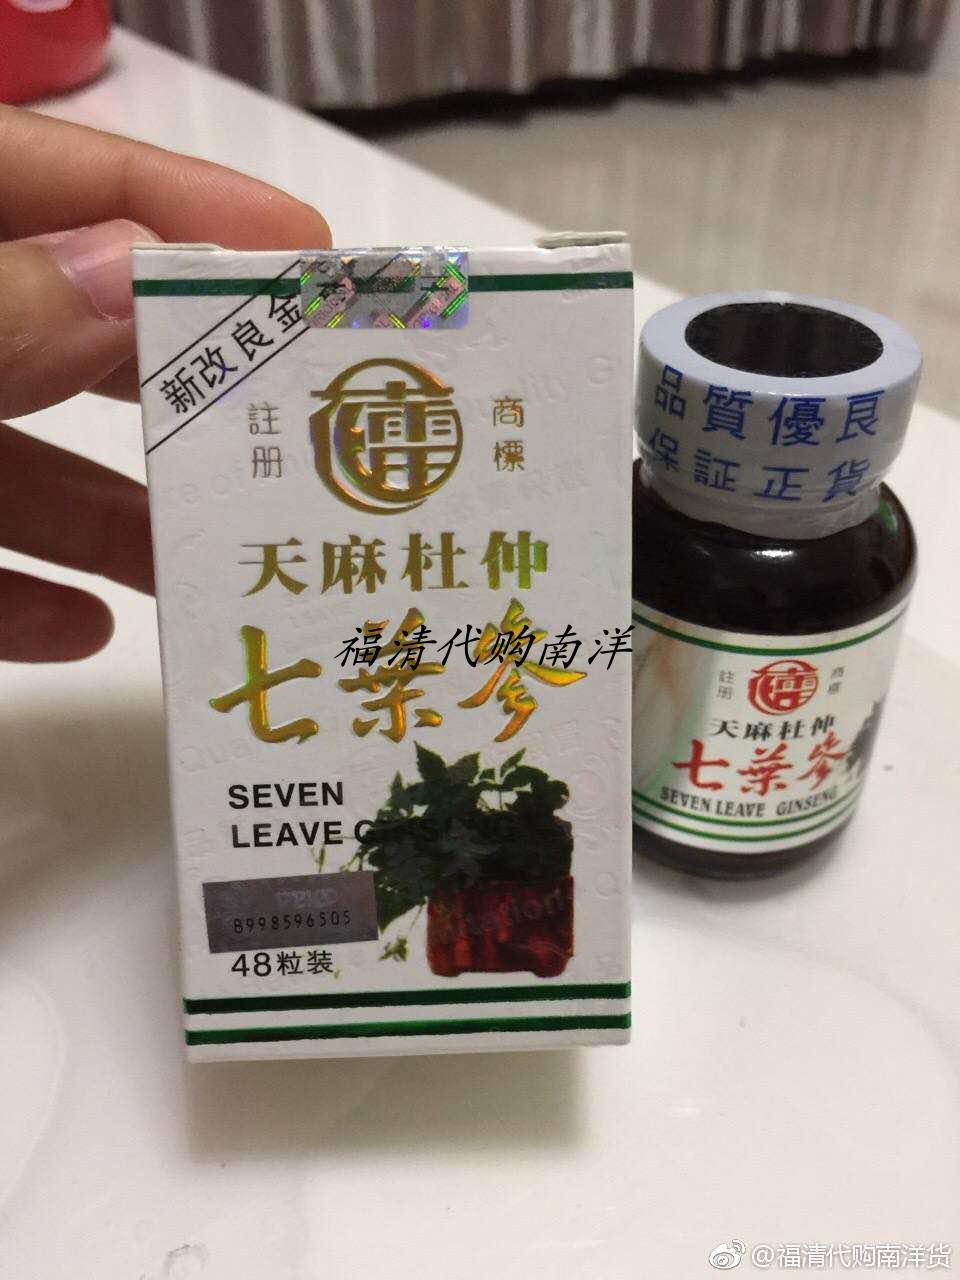 新改良金
註册
商標
天麻杜仲
七葉參
福清代购南洋
SEVEN
LEAVE GINSENG
B998596505
48粒装
品質優良
保証正貨
註册
商標
天麻杜仲
七葉參
SEVEN LEAVE GINSENG
@福清代购南洋货